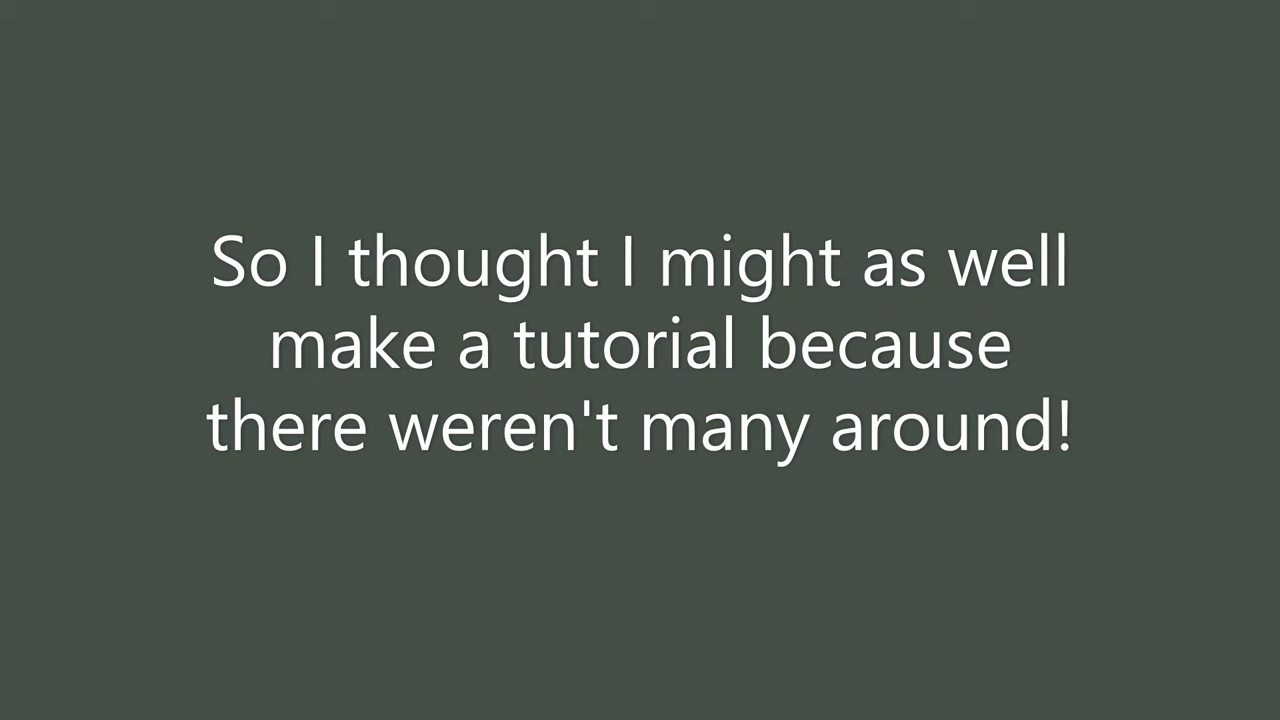 So I thought I might as well
make a tutorial because
there weren't many around!